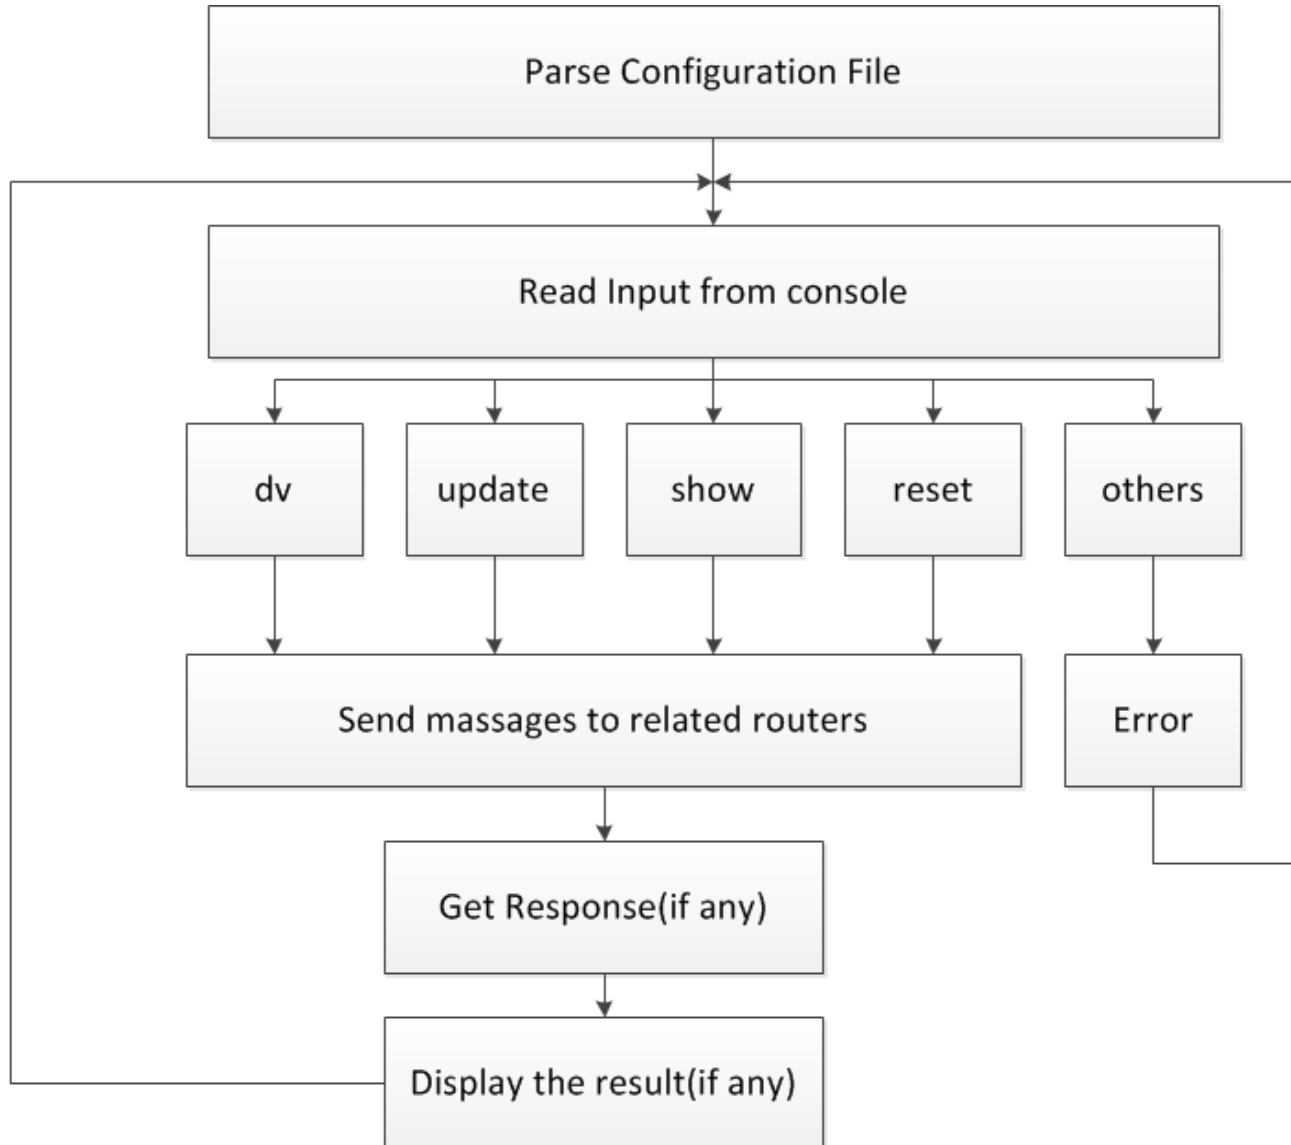 Parse Configuration File
Read Input from console
dv
update
show
reset
others
Send massages to related routers
Error
Get Response(if any)
Display the result(if any)